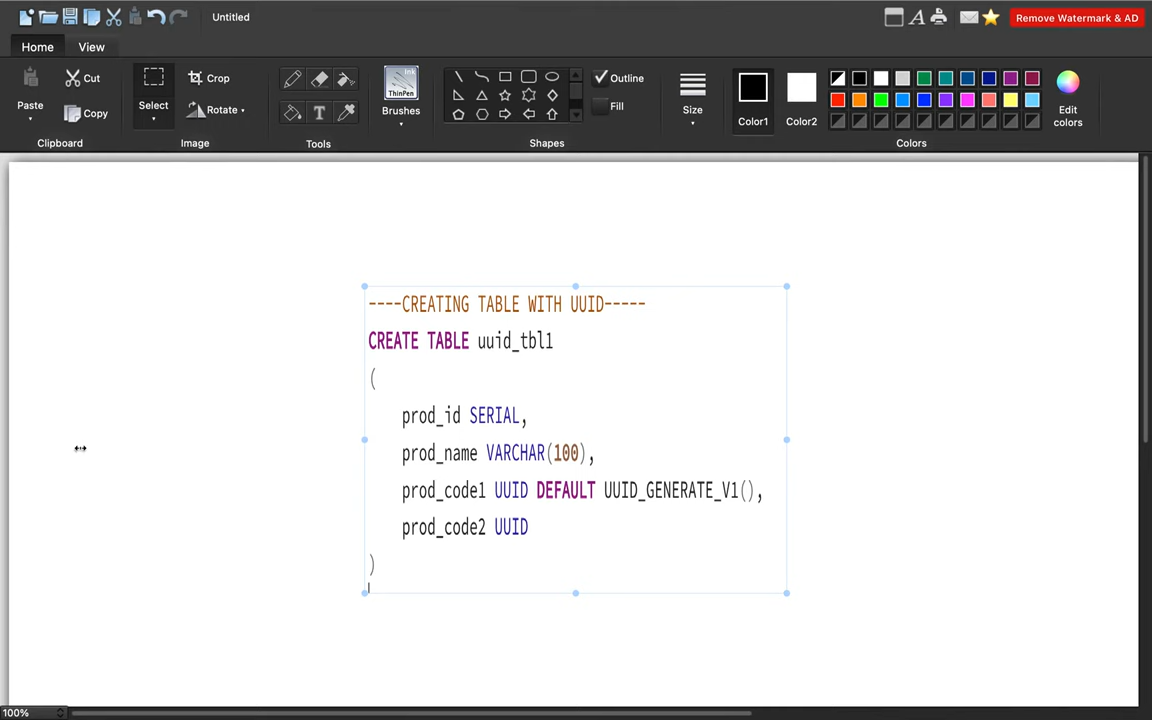 Untitled
Remove Watermark & AD
Home View
Paste
Cut
Copy
Clipboard
Select
Crop
Rotate
Image
Tools
Ink
ThinPen
Brushes
Outline
Fill
Shapes
Size
Color1
Color2
Edit
colors
Colors
----CREATING TABLE WITH UUID-----
CREATE TABLE uuid_tbl1
(
prod_id SERIAL,
prod_name VARCHAR(100),
prod_code1 UUID DEFAULT UUID_GENERATE_V1(),
prod_code2 UUID
)
100%